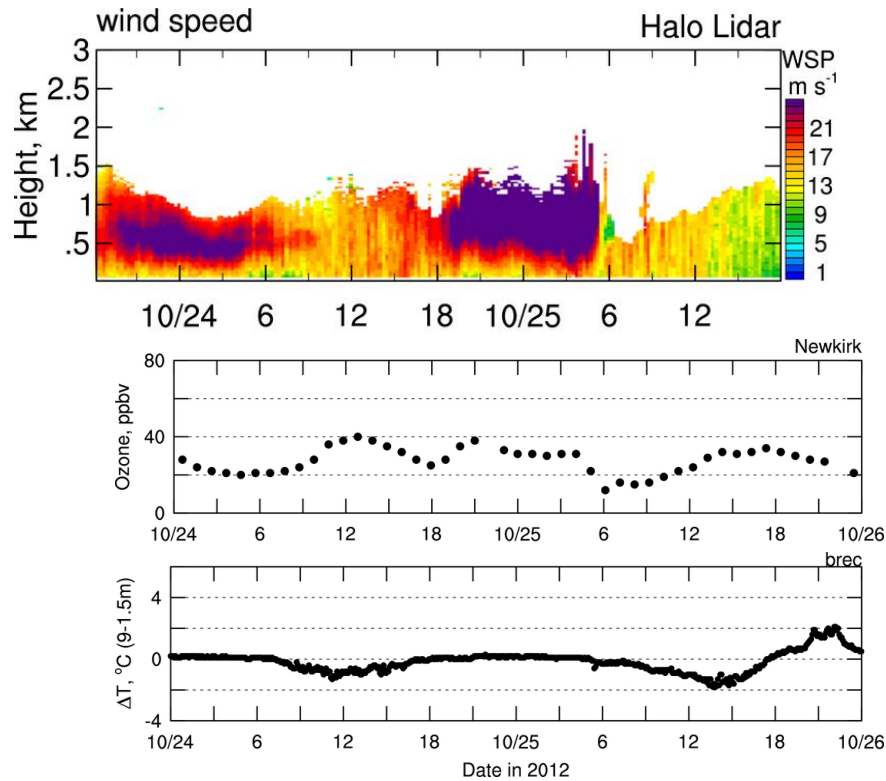 wind speed
Halo Lidar
WSP
m s⁻¹
3
2.5
2
1.5
1
.5
Height, km
21
17
13
9
5
1
10/24 6 12 18 10/25 6 12
Newkirk
80
40
0
Ozone, ppbv
10/24 6 12 18 10/25 6 12 18 10/26
brec
4
0
-4
ΔT, °C (9-1.5m)
10/24 6 12 18 10/25 6 12 18 10/26
Date in 2012